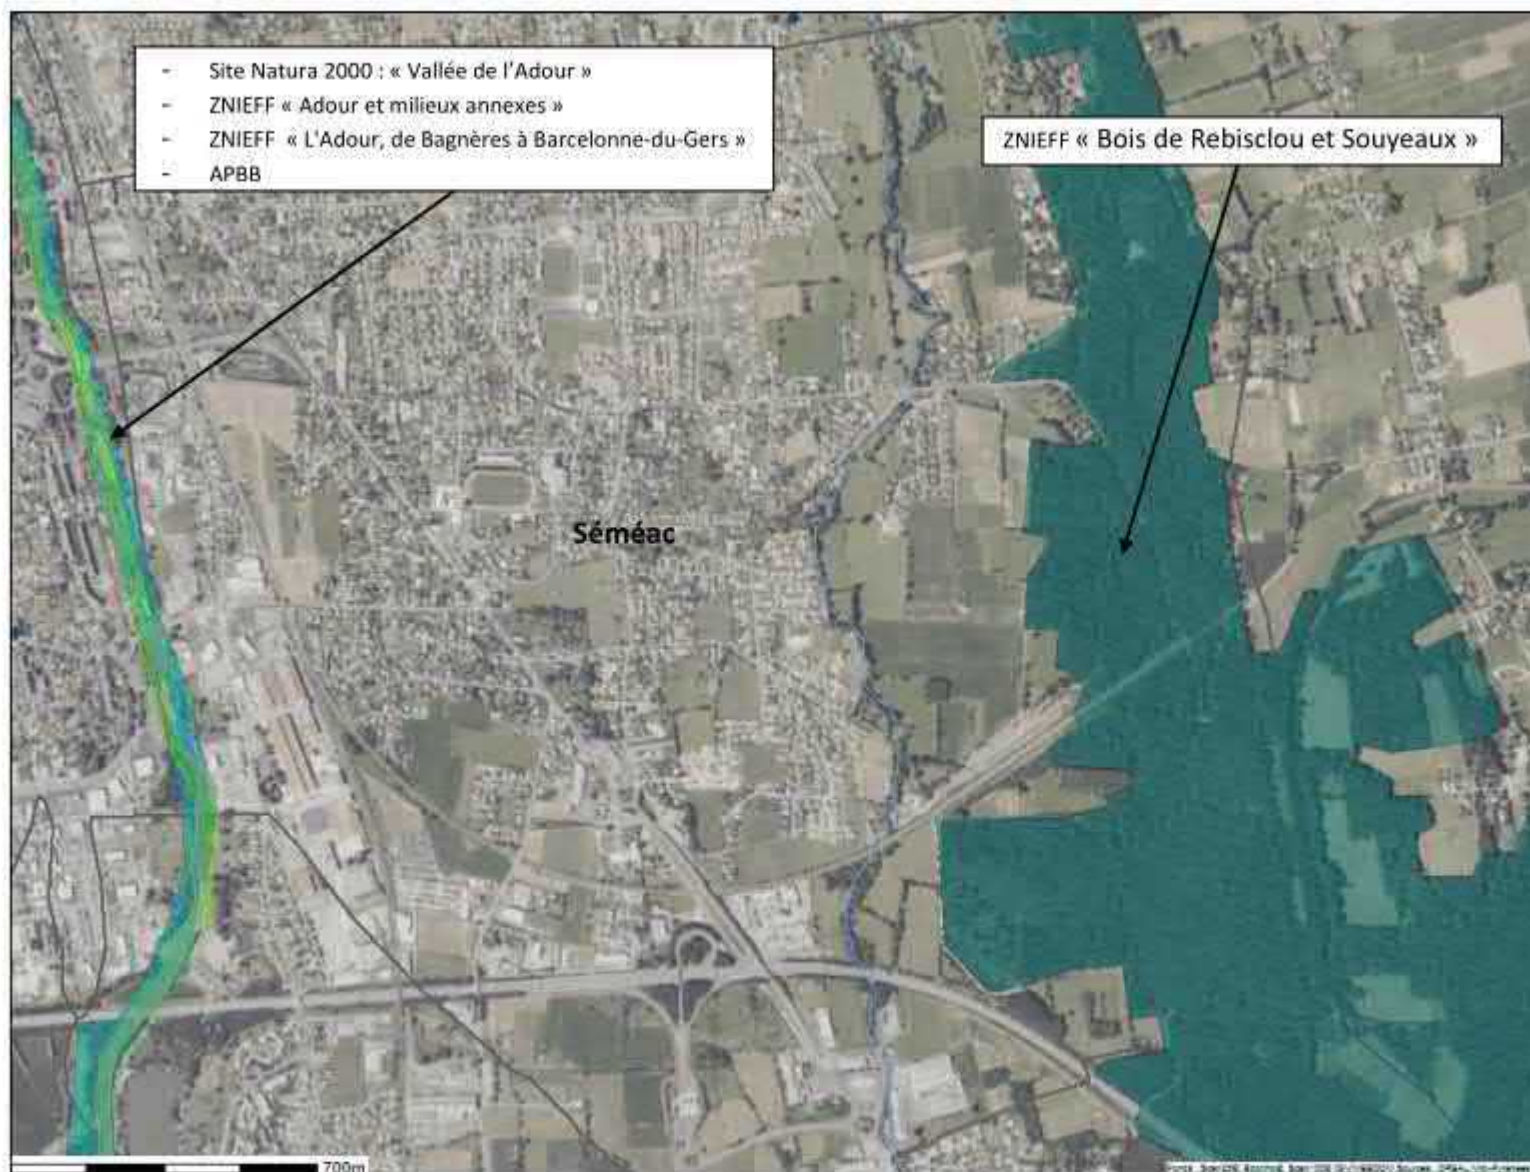 - Site Natura 2000 : « Vallée de l'Adour »
- ZNIEFF « Adour et milieux annexes »
- ZNIEFF « L'Adour, de Bagnères à Barcelonne-du-Gers »
- APBB
ZNIEFF « Bois de Rebisclou et Souyeaux »
Séméac
700m